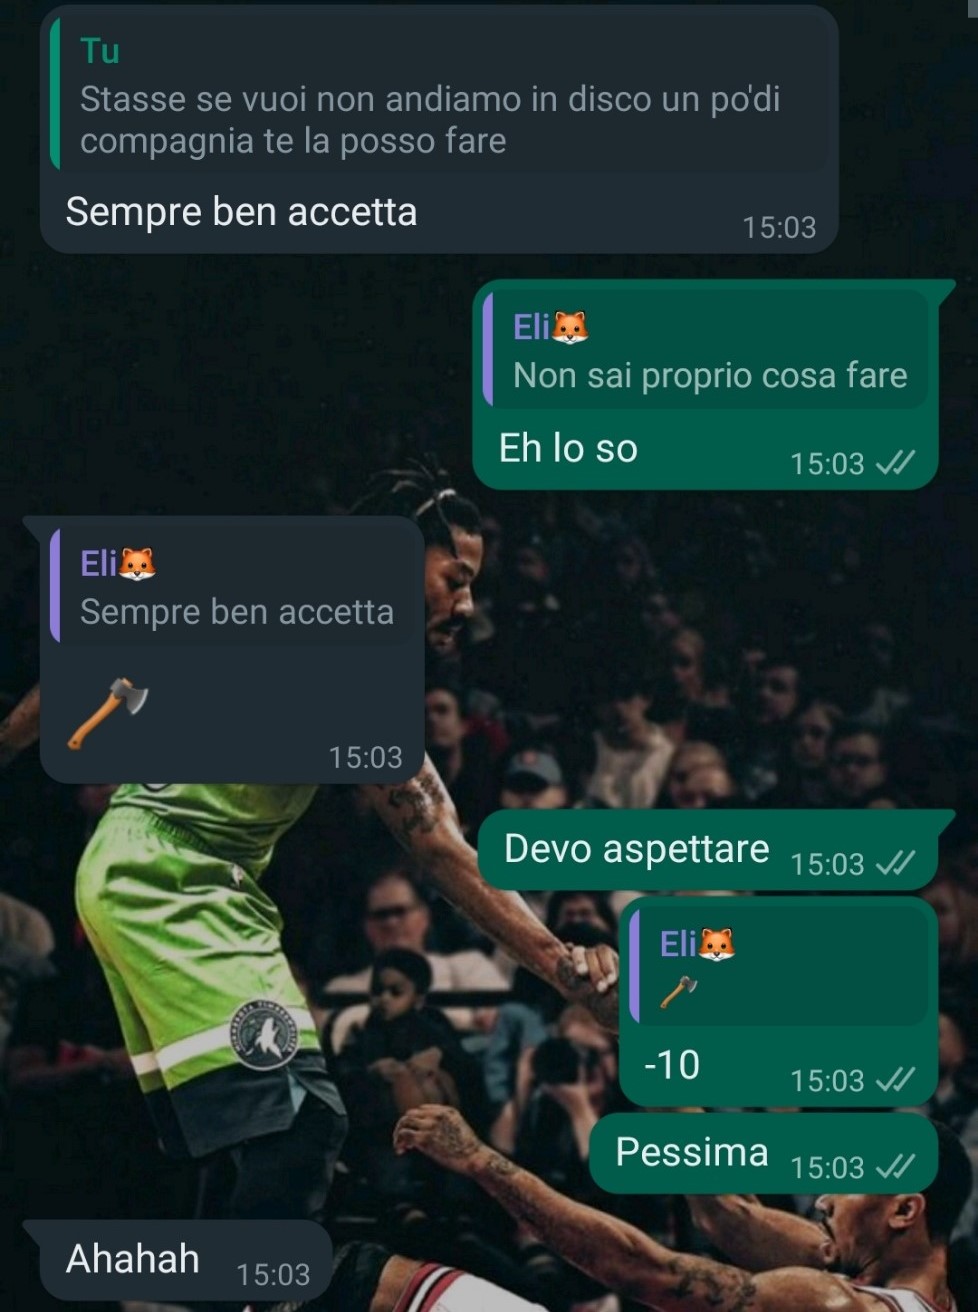 Tu
Stasse se vuoi non andiamo in disco un po'di
compagnia te la posso fare
Sempre ben accetta
15:03
Eli🦊
Non sai proprio cosa fare
Eh lo so
15:03
Eli🦊
Sempre ben accetta
🪓
15:03
Devo aspettare 15:03
Eli🦊
🪓
-10
15:03
Pessima 15:03
Ahahah 15:03